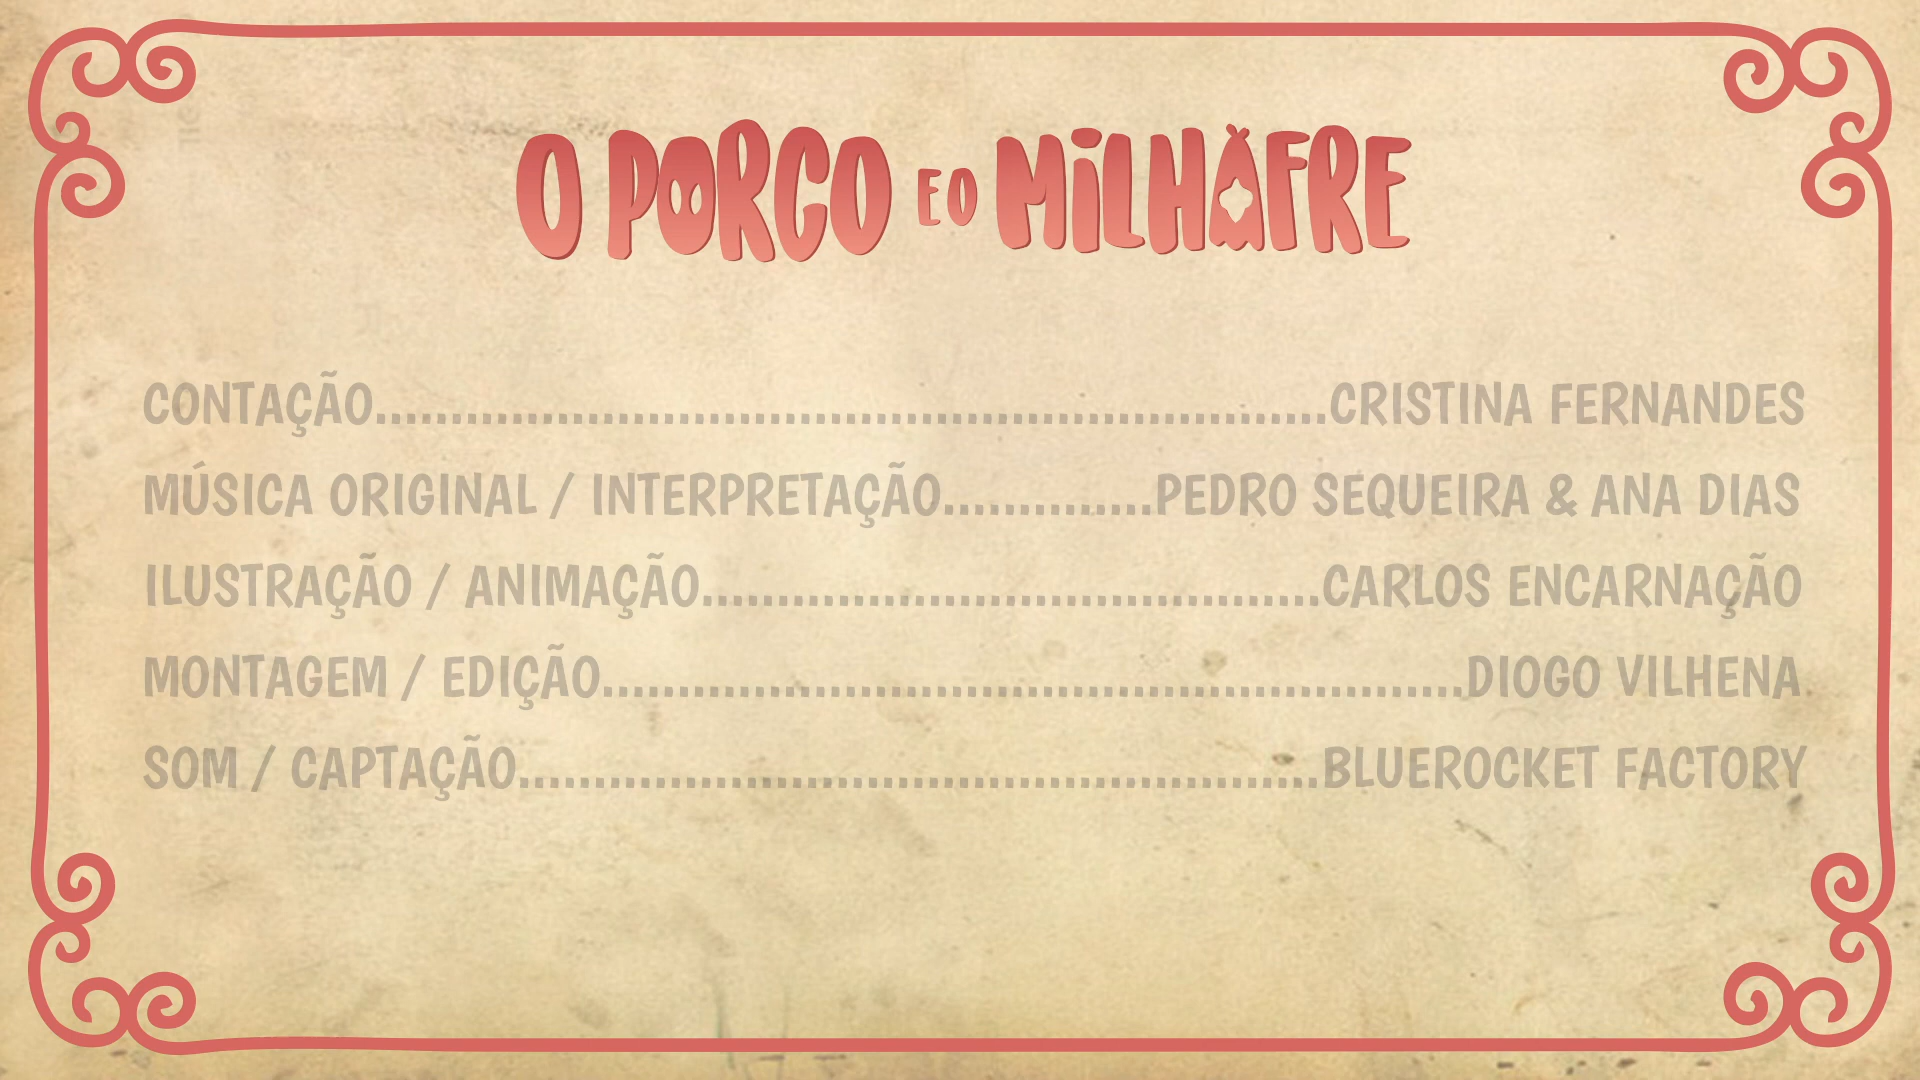 O PORCO E O MILHAFRE
CONTAÇÃO..............................................................CRISTINA FERNANDES
MÚSICA ORIGINAL / INTERPRETAÇÃO..............PEDRO SEQUEIRA & ANA DIAS
ILUSTRAÇÃO / ANIMAÇÃO.........................................CARLOS ENCARNAÇÃO
MONTAGEM / EDIÇÃO.........................................................DIOGO VILHENA
SOM / CAPTAÇÃO.....................................................BLUEROCKET FACTORY